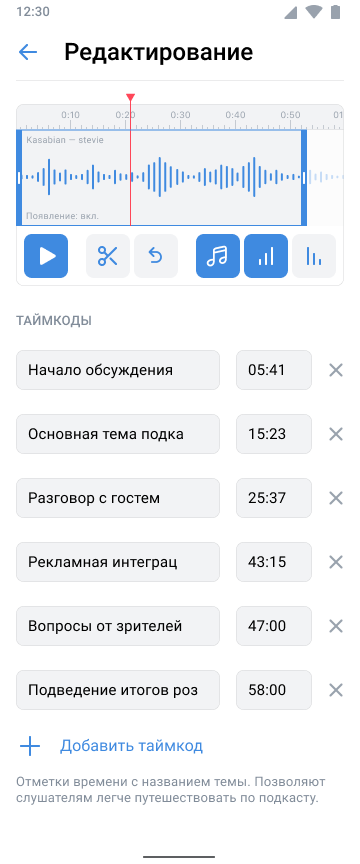 12:30
Редактирование
0:10 0:20 0:30 0:40 0:50 01
Kasabian — stevie
Появление: вкл.
ТАЙМКОДЫ
Начало обсуждения 05:41
Основная тема подка 15:23
Разговор с гостем 25:37
Рекламная интеграц 43:15
Вопросы от зрителей 47:00
Подведение итогов роз 58:00
Добавить таймкод
Отметки времени с названием темы. Позволяют
слушателям легче путешествовать по подкасту.